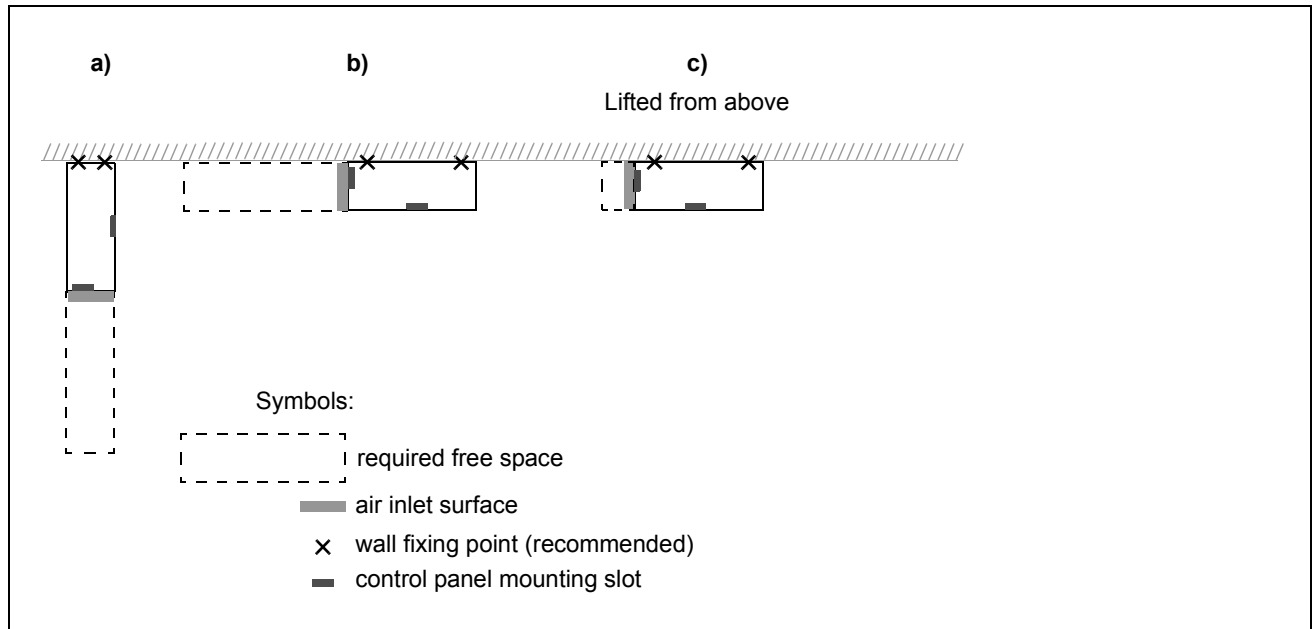 a)
b)
c)
Lifted from above
Symbols:
required free space
air inlet surface
wall fixing point (recommended)
control panel mounting slot